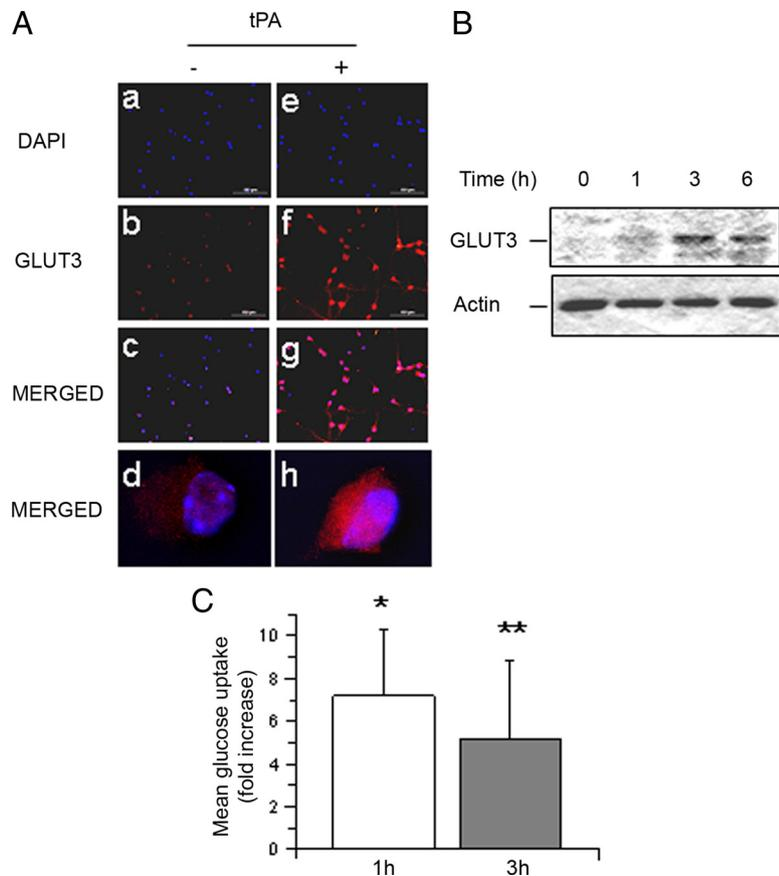 A
tPA
- +
DAPI
a
e
GLUT3
b
f
MERGED
c
g
MERGED
d
h
B
Time (h) 0 1 3 6
GLUT3
Actin
C
Mean glucose uptake
(fold increase)
10
8
6
4
2
0
*
**
1h
3h